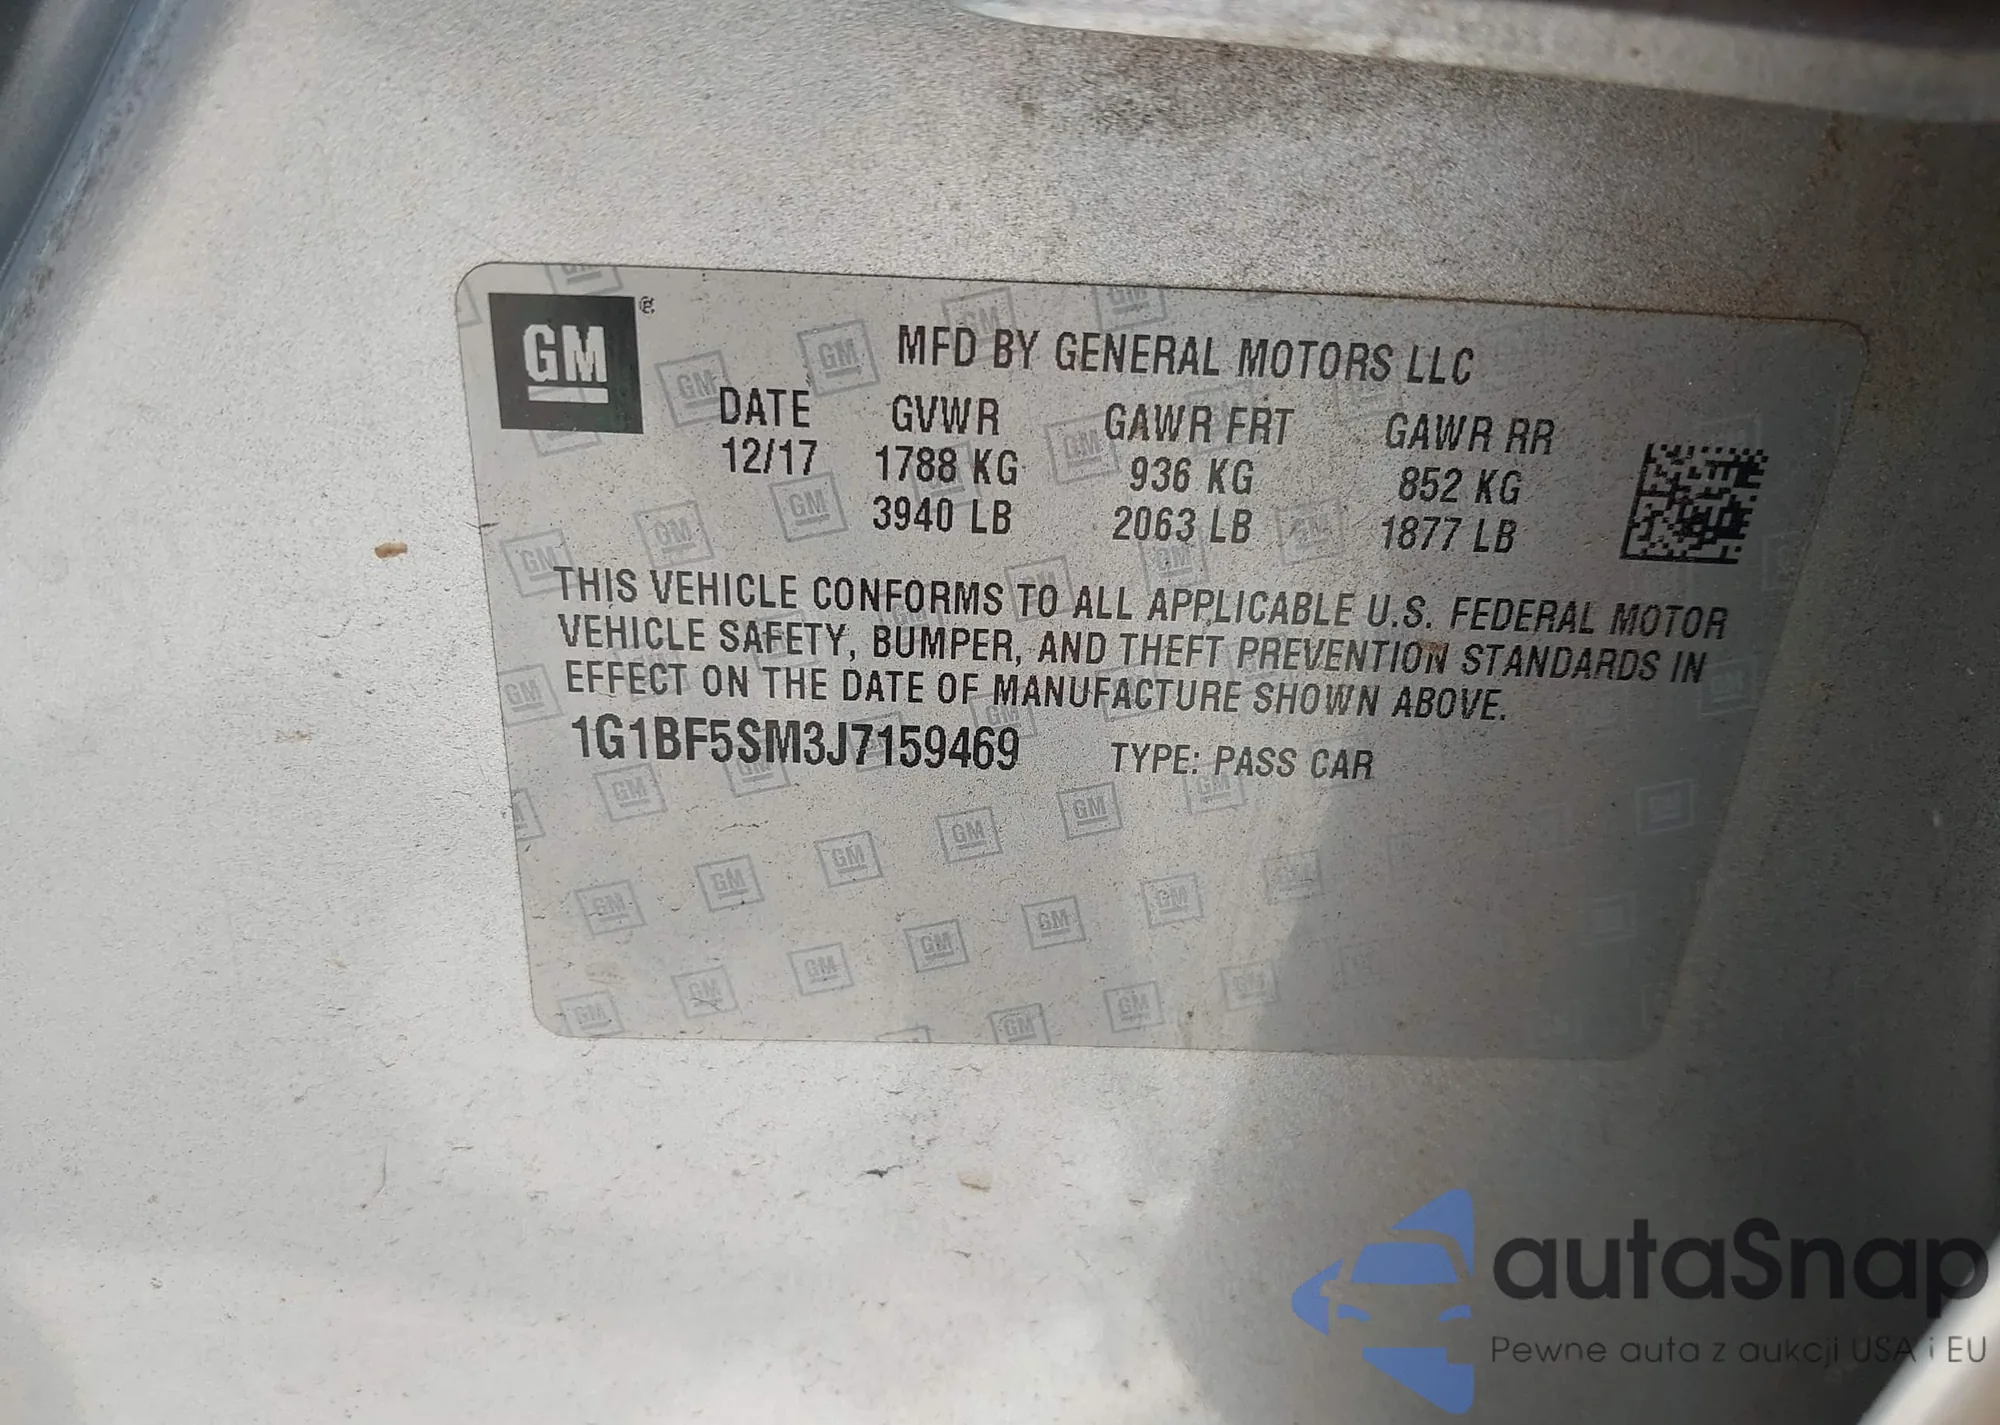 GM
MFD BY GENERAL MOTORS LLC
DATE GVWR GAWR FRT GAWR RR
12/17 1788 KG 936 KG 852 KG
3940 LB 2063 LB 1877 LB
THIS VEHICLE CONFORMS TO ALL APPLICABLE U.S. FEDERAL MOTOR
VEHICLE SAFETY, BUMPER, AND THEFT PREVENTION STANDARDS IN
EFFECT ON THE DATE OF MANUFACTURE SHOWN ABOVE.
1G1BF5SM3J7159469 TYPE: PASS CAR
autaSnap
Pewne auta z aukcji USA i EU